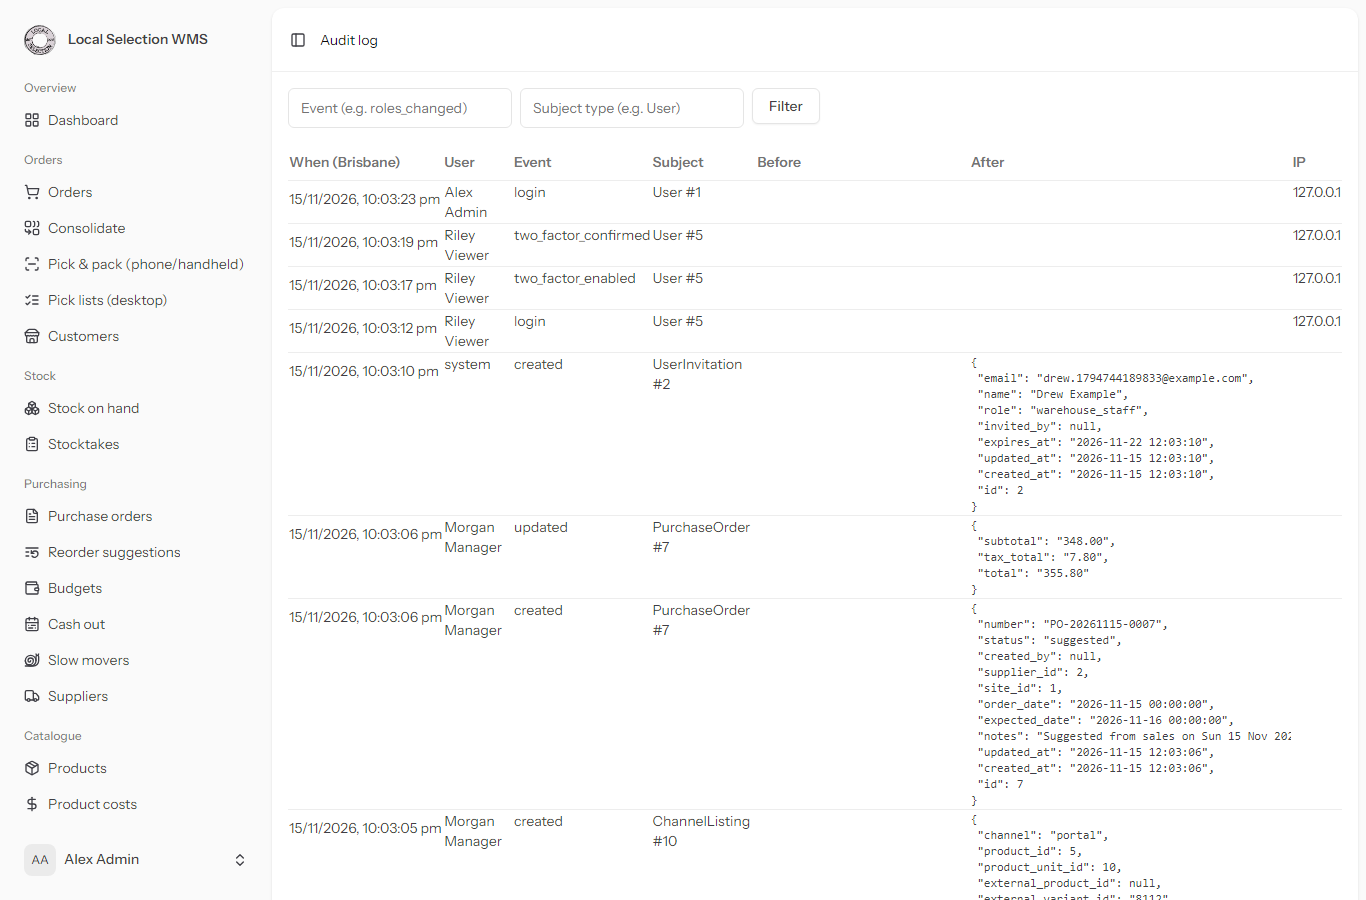 Local Selection WMS
Overview
Dashboard
Orders
Orders
Consolidate
Pick & pack (phone/handheld)
Pick lists (desktop)
Customers
Stock
Stock on hand
Stocktakes
Purchasing
Purchase orders
Reorder suggestions
Budgets
Cash out
Slow movers
Suppliers
Catalogue
Products
Product costs
AA Alex Admin
Audit log
Event (e.g. roles_changed) Subject type (e.g. User) Filter
When (Brisbane) User Event Subject Before After IP
15/11/2026, 10:03:23 pm Alex Admin login User #1 127.0.0.1
15/11/2026, 10:03:19 pm Riley Viewer two_factor_confirmed User #5 127.0.0.1
15/11/2026, 10:03:17 pm Riley Viewer two_factor_enabled User #5 127.0.0.1
15/11/2026, 10:03:12 pm Riley Viewer login User #5 127.0.0.1
15/11/2026, 10:03:10 pm system created UserInvitation #2
{
"email": "drew.1794744189833@example.com",
"name": "Drew Example",
"role": "warehouse_staff",
"invited_by": null,
"expires_at": "2026-11-22 12:03:10",
"updated_at": "2026-11-15 12:03:10",
"created_at": "2026-11-15 12:03:10",
"id": 2
}
15/11/2026, 10:03:06 pm Morgan Manager updated PurchaseOrder #7
{
"subtotal": "348.00",
"tax_total": "7.80",
"total": "355.80"
}
15/11/2026, 10:03:06 pm Morgan Manager created PurchaseOrder #7
{
"number": "PO-20261115-0007",
"status": "suggested",
"created_by": null,
"supplier_id": 2,
"site_id": 1,
"order_date": "2026-11-15 00:00:00",
"expected_date": "2026-11-16 00:00:00",
"notes": "Suggested from sales on Sun 15 Nov 202
"updated_at": "2026-11-15 12:03:06",
"created_at": "2026-11-15 12:03:06",
"id": 7
}
15/11/2026, 10:03:05 pm Morgan Manager created ChannelListing #10
{
"channel": "portal",
"product_id": 5,
"product_unit_id": 10,
"external_product_id": null,
"external_variant_id": "8112"